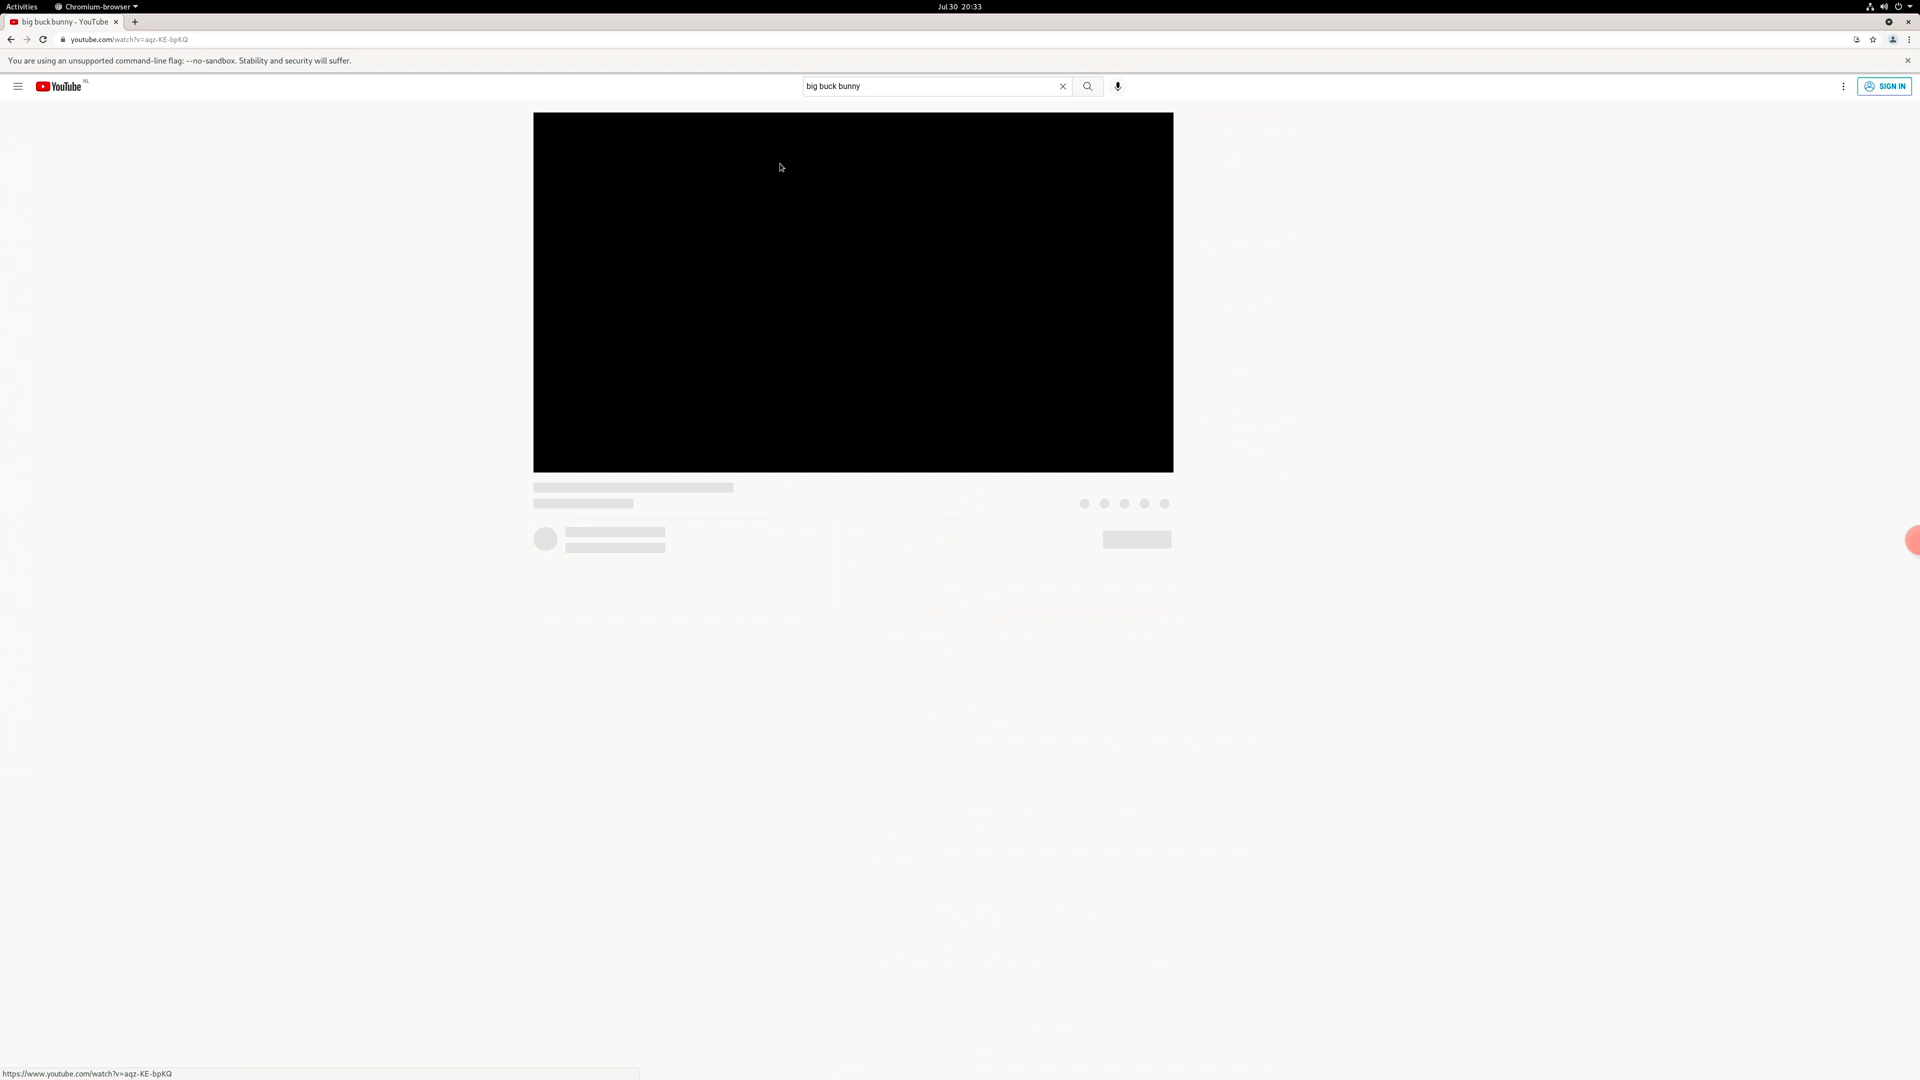 Activities
Chromium-browser
Jul 30 20:33
big buck bunny - YouTube
youtube.com/watch?v=aqz-KE-bpKQ
You are using an unsupported command-line flag: --no-sandbox. Stability and security will suffer.
YouTube NL
big buck bunny
SIGN IN
https://www.youtube.com/watch?v=aqz-KE-bpKQ